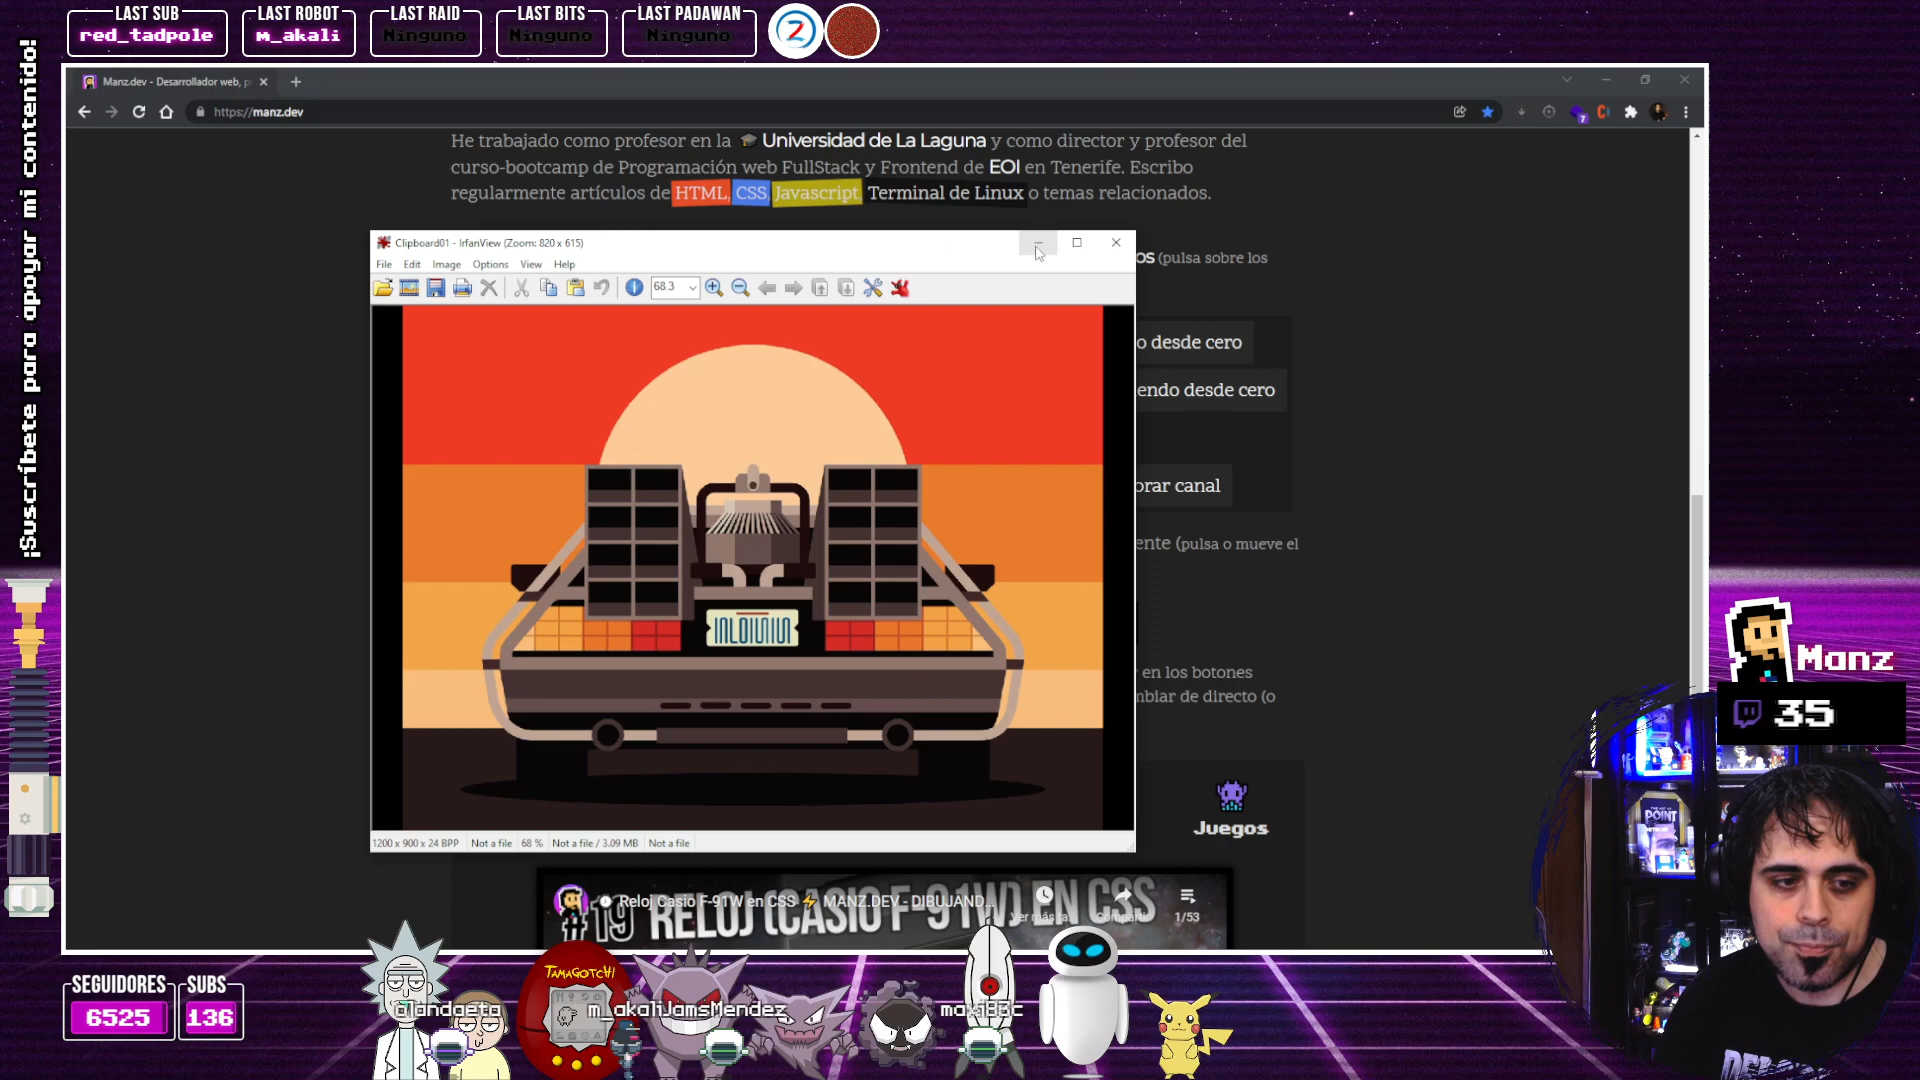 LAST SUB
red_tadpole
LAST ROBOT
m_akali
LAST RAID
Ninguno
LAST BITS
Ninguno
LAST PADAWAN
Ninguno
¡Suscríbete para apoyar mi contenido!
Manz.dev - Desarrollador web, p
https://manz.dev
He trabajado como profesor en la Universidad de La Laguna y como director y profesor del
curso-bootcamp de Programación web FullStack y Frontend de EOI en Tenerife. Escribo
regularmente artículos de HTML, CSS, Javascript, Terminal de Linux o temas relacionados.
Clipboard01 - IrfanView (Zoom: 820 x 615)
File Edit Image Options View Help
68.3
os (pulsa sobre los
o desde cero
endo desde cero
orar canal
ente (pulsa o mueve el
en los botones
mbiar de directo (o
1200 x 900 x 24 BPP Not a file 68 % Not a file / 3.09 MB Not a file
Juegos
Reloj Casio F-91W en CSS ⚡ MANZ.DEV - DIBUJAND...
#19 RELOJ (CASIO F-91W) EN CSS
1/53
Manz
35
SEGUIDORES
6525
SUBS
136
TAMAGOTCHI
m_akali
JamsMendez